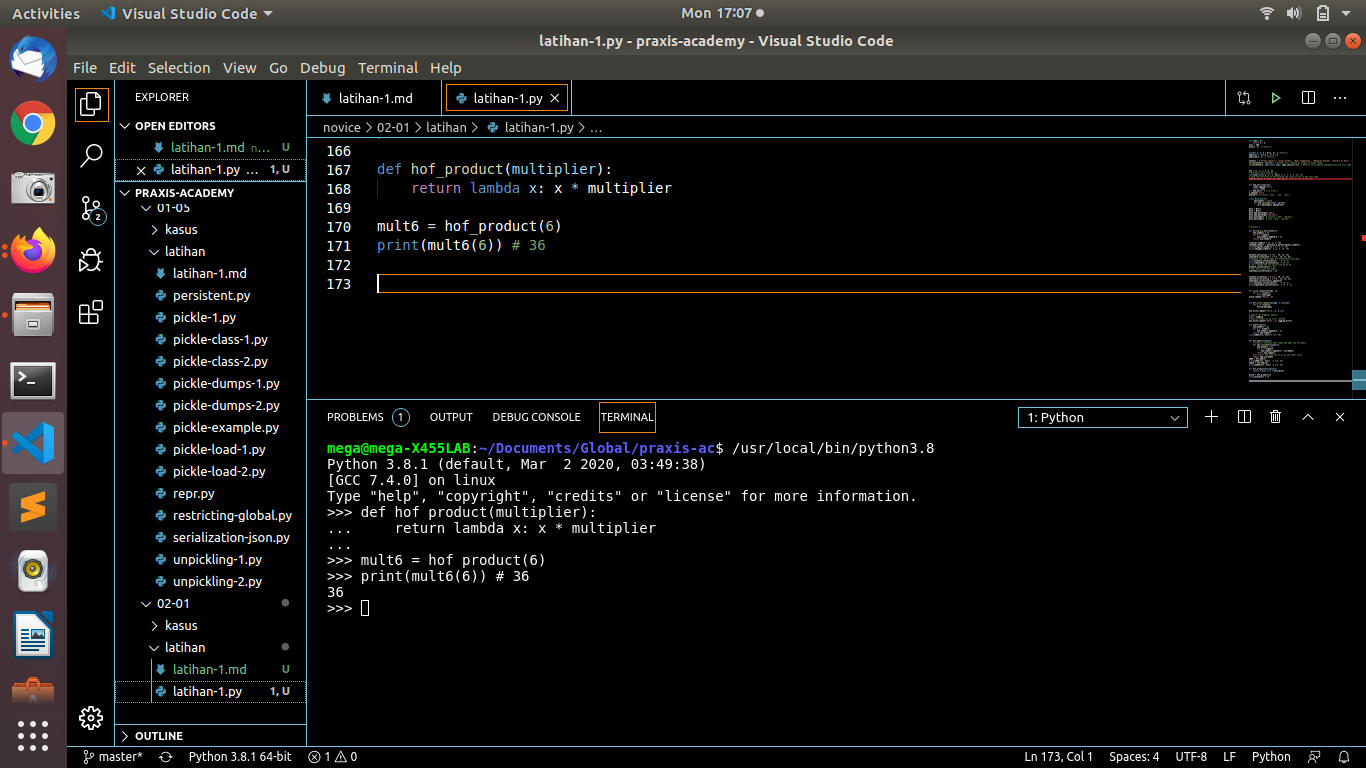 Activities Visual Studio Code Mon 17:07
latihan-1.py - praxis-academy - Visual Studio Code
File Edit Selection View Go Debug Terminal Help
EXPLORER
OPEN EDITORS
latihan-1.md n... U
latihan-1.py ... 1, U
PRAXIS-ACADEMY
01-05
kasus
latihan
latihan-1.md
persistent.py
pickle-1.py
pickle-class-1.py
pickle-class-2.py
pickle-dumps-1.py
pickle-dumps-2.py
pickle-example.py
pickle-load-1.py
pickle-load-2.py
repr.py
restricting-global.py
serialization-json.py
unpickling-1.py
unpickling-2.py
02-01
kasus
latihan
latihan-1.md U
latihan-1.py 1, U
OUTLINE
2
latihan-1.md latihan-1.py
novice > 02-01 > latihan > latihan-1.py > ...
166
167 def hof_product(multiplier):
168     return lambda x: x * multiplier
169
170 mult6 = hof_product(6)
171 print(mult6(6)) # 36
172
173
PROBLEMS 1 OUTPUT DEBUG CONSOLE TERMINAL 1: Python
mega@mega-X455LAB:~/Documents/Global/praxis-ac$ /usr/local/bin/python3.8
Python 3.8.1 (default, Mar  2 2020, 03:49:38)
[GCC 7.4.0] on linux
Type "help", "copyright", "credits" or "license" for more information.
>>> def hof product(multiplier):
...     return lambda x: x * multiplier
...
>>> mult6 = hof product(6)
>>> print(mult6(6)) # 36
36
>>>
master* Python 3.8.1 64-bit 1 0 Ln 173, Col 1 Spaces: 4 UTF-8 LF Python